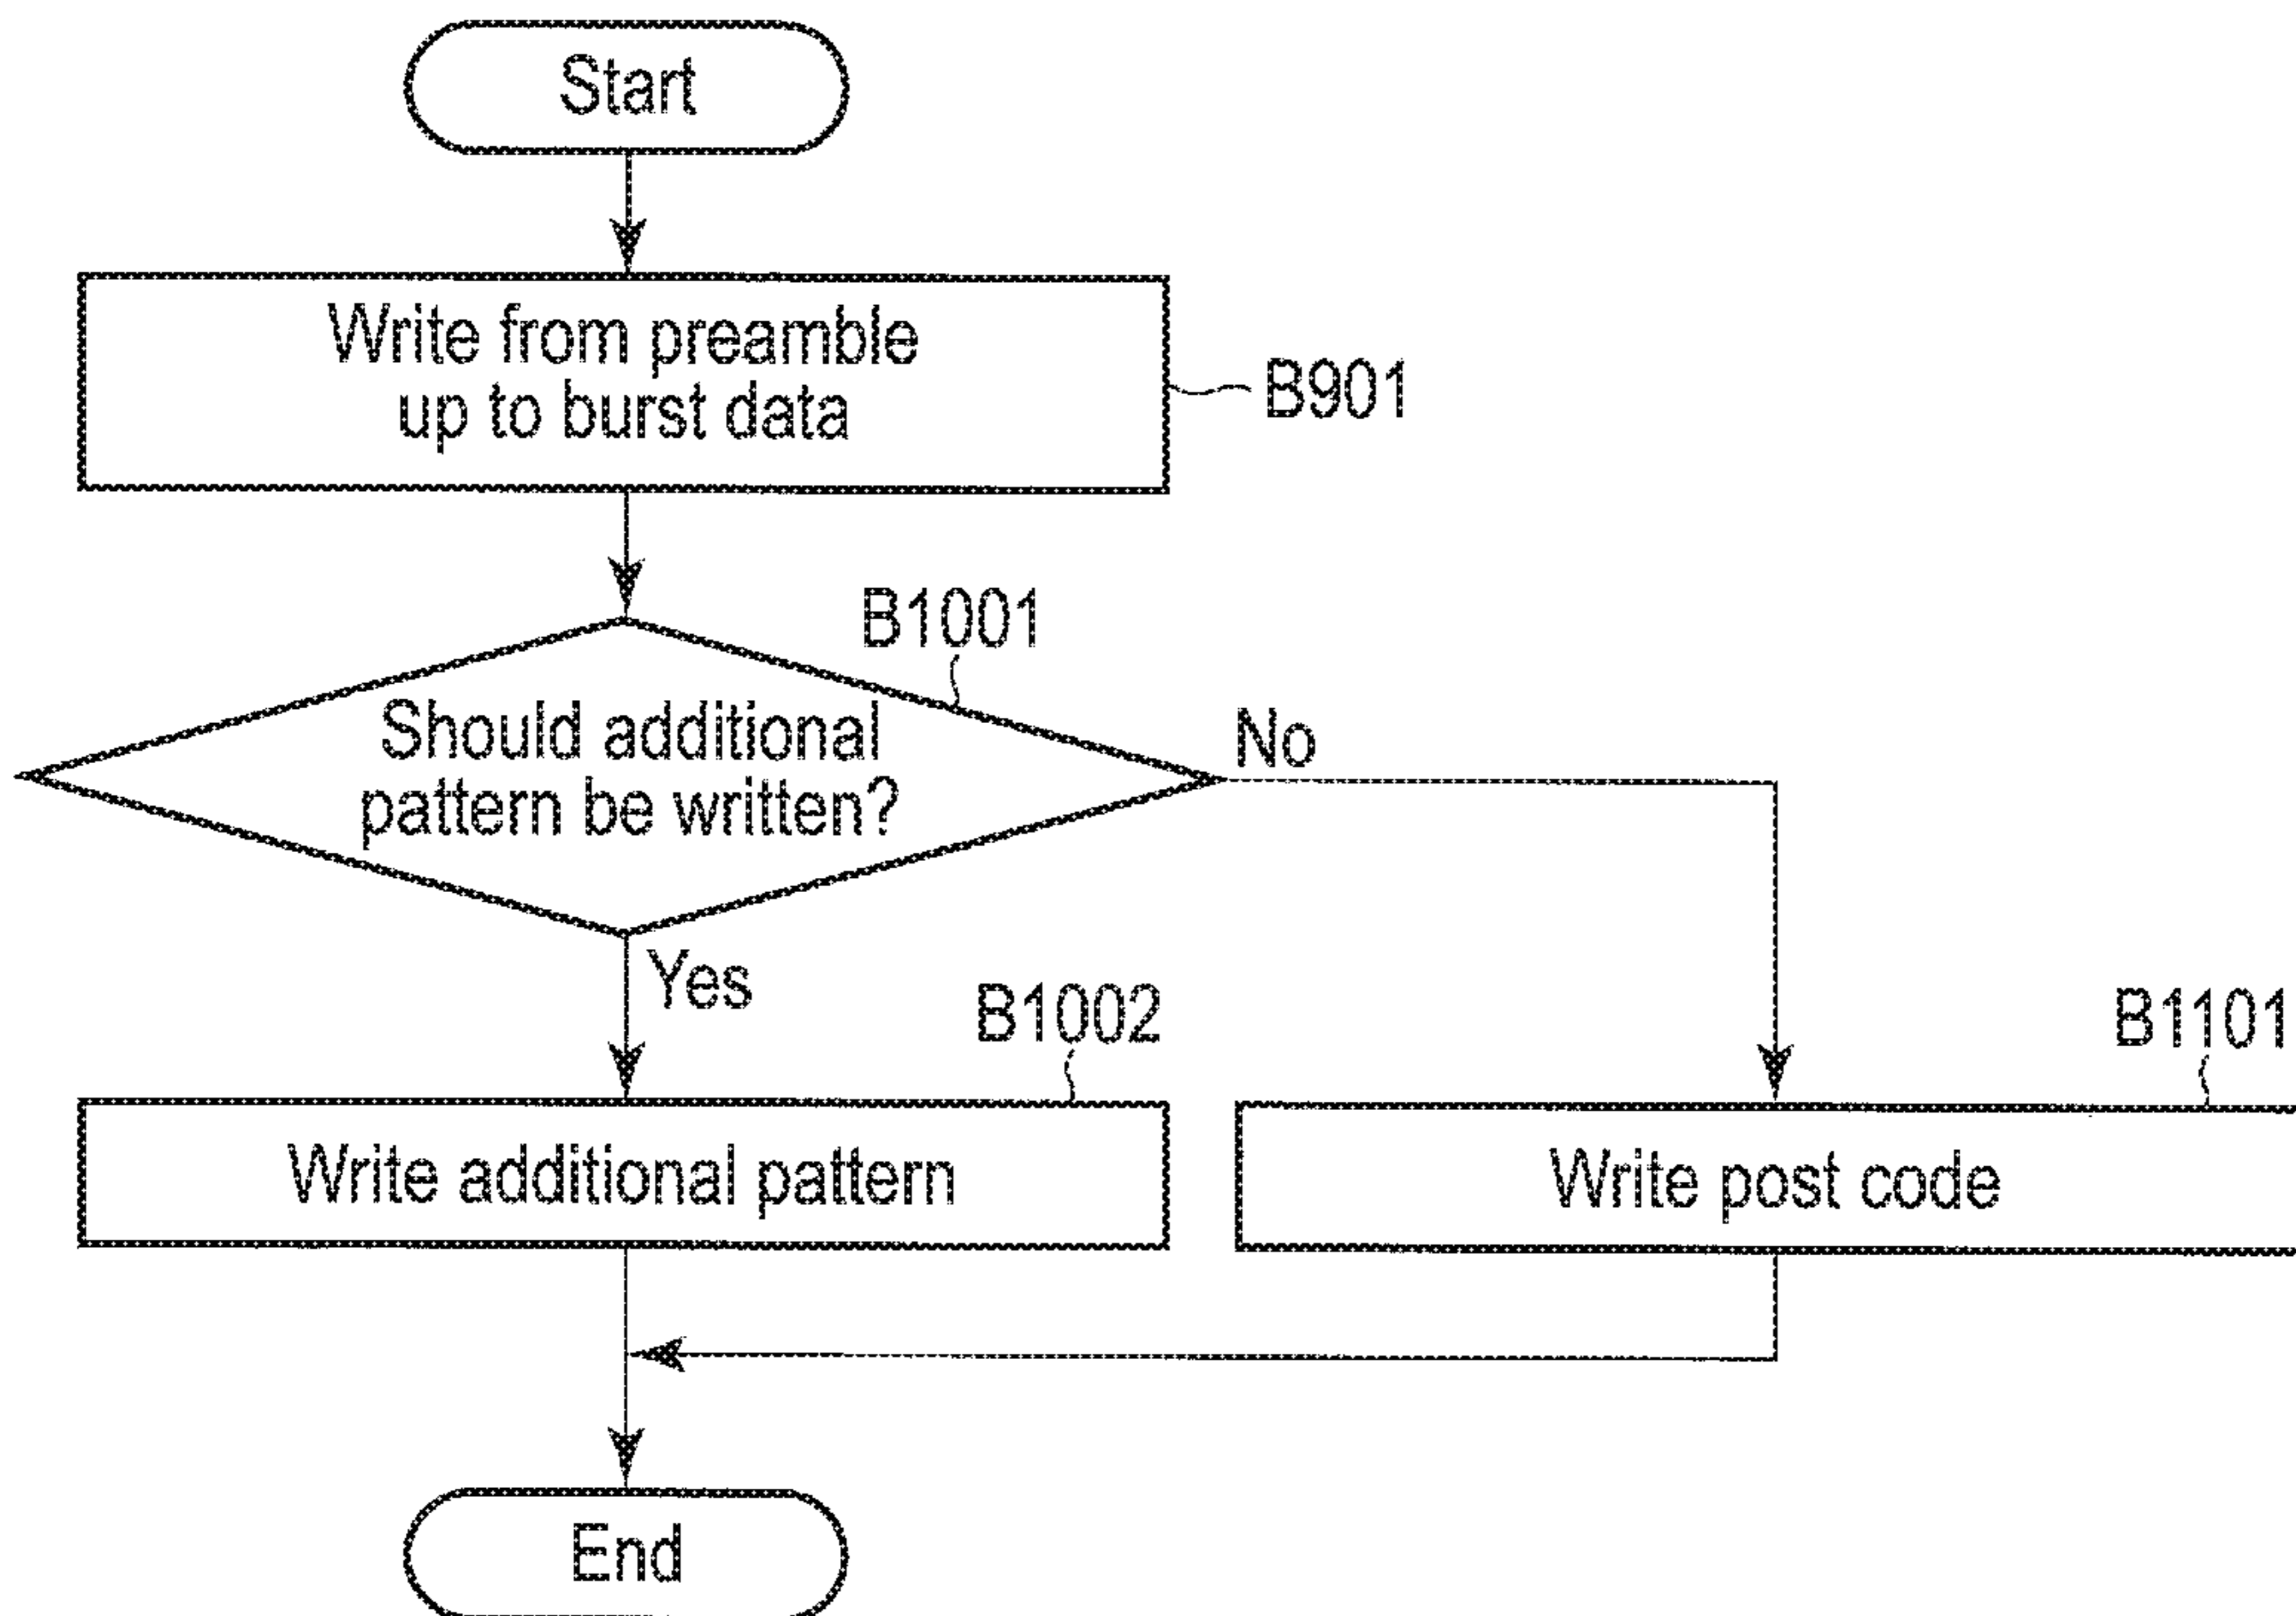 Start
Write from preamble
up to burst data
B901
B1001
Should additional
pattern be written?
No
Yes
B1002
B1101
Write additional pattern
Write post code
End